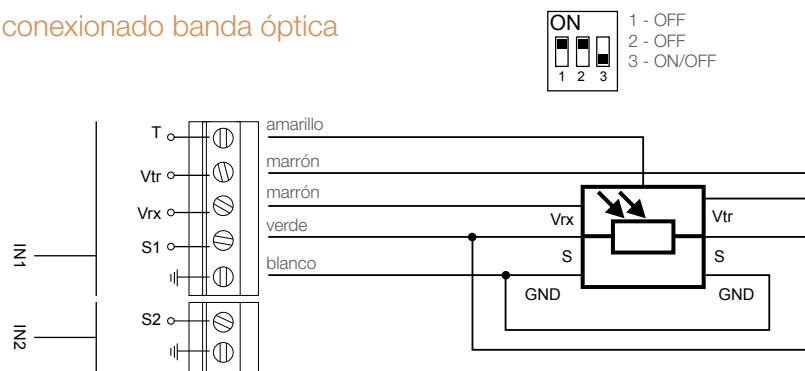 conexionado banda óptica
ON
1 2 3
1 - OFF
2 - OFF
3 - ON/OFF
T
amarillo
Vtr
marrón
Vrx
marrón
S1
verde
blanco
IN1
S2
IN2
Vrx
Vtr
S
S
GND
GND